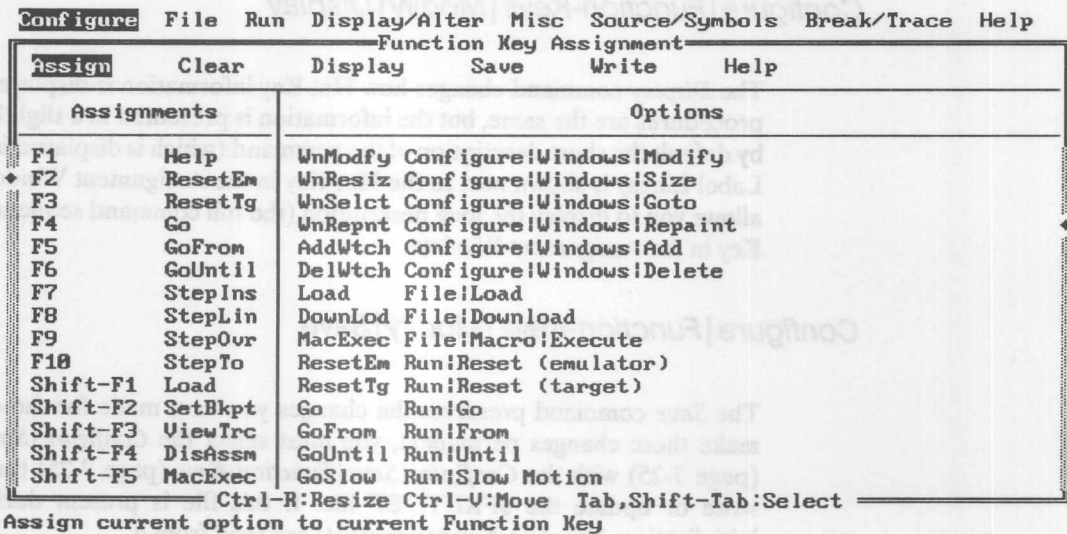 Configure File Run Display/Alter Misc Source/Symbols Break/Trace Help
Function Key Assignment
Assign Clear Display Save Write Help
Assignments Options
F1 Help WnModfy Configure¦Windows¦Modify
F2 ResetEm WnResiz Configure¦Windows¦Size
F3 ResetTg WnSelct Configure¦Windows¦Goto
F4 Go WnRepnt Configure¦Windows¦Repaint
F5 GoFrom AddWtch Configure¦Windows¦Add
F6 GoUntil DelWtch Configure¦Windows¦Delete
F7 StepIns Load File¦Load
F8 StepLin DownLod File¦Download
F9 StepOvr MacExec File¦Macro¦Execute
F10 StepTo ResetEm Run¦Reset (emulator)
Shift-F1 Load ResetTg Run¦Reset (target)
Shift-F2 SetBkpt Go Run¦Go
Shift-F3 ViewTrc GoFrom Run¦From
Shift-F4 DisAssm GoUntil Run¦Until
Shift-F5 MacExec GoSlow Run¦Slow Motion
Ctrl-R:Resize Ctrl-V:Move Tab,Shift-Tab:Select
Assign current option to current Function Key